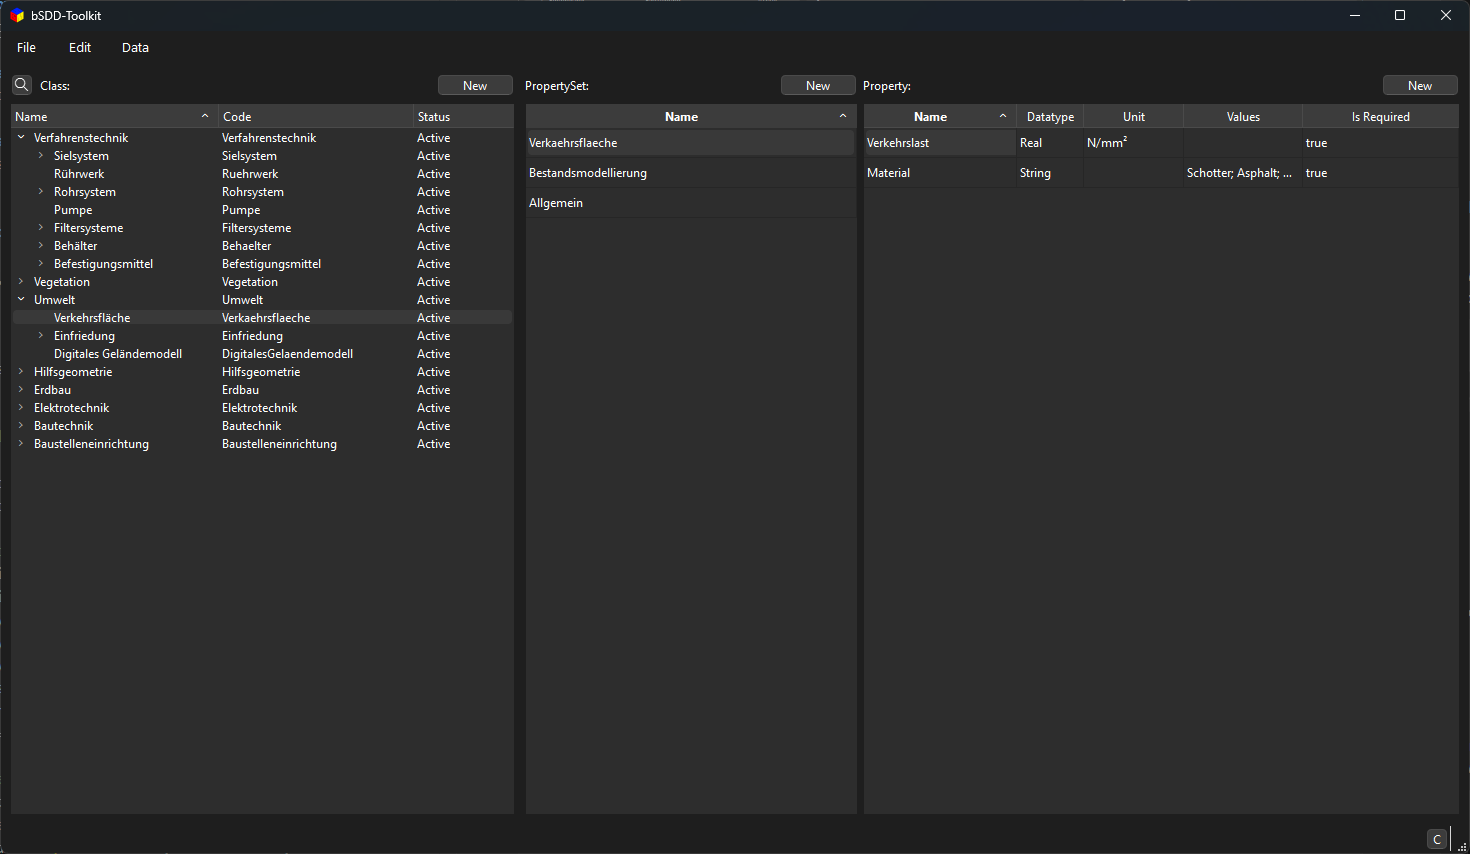 bSDD-Toolkit
File Edit Data
Class: New PropertySet: New Property: New
Name Code Status
Verfahrenstechnik Verfahrenstechnik Active
Sielsystem Sielsystem Active
Rührwerk Ruehrwerk Active
Rohrsystem Rohrsystem Active
Pumpe Pumpe Active
Filtersysteme Filtersysteme Active
Behälter Behaelter Active
Befestigungsmittel Befestigungsmittel Active
Vegetation Vegetation Active
Umwelt Umwelt Active
Verkehrsfläche Verkaehrsflaeche Active
Einfriedung Einfriedung Active
Digitales Geländemodell DigitalesGelaendemodell Active
Hilfsgeometrie Hilfsgeometrie Active
Erdbau Erdbau Active
Elektrotechnik Elektrotechnik Active
Bautechnik Bautechnik Active
Baustelleneinrichtung Baustelleneinrichtung Active
Name
Verkaehrsflaeche
Bestandsmodellierung
Allgemein
Name Datatype Unit Values Is Required
Verkehrslast Real N/mm² true
Material String Schotter; Asphalt; ... true
C